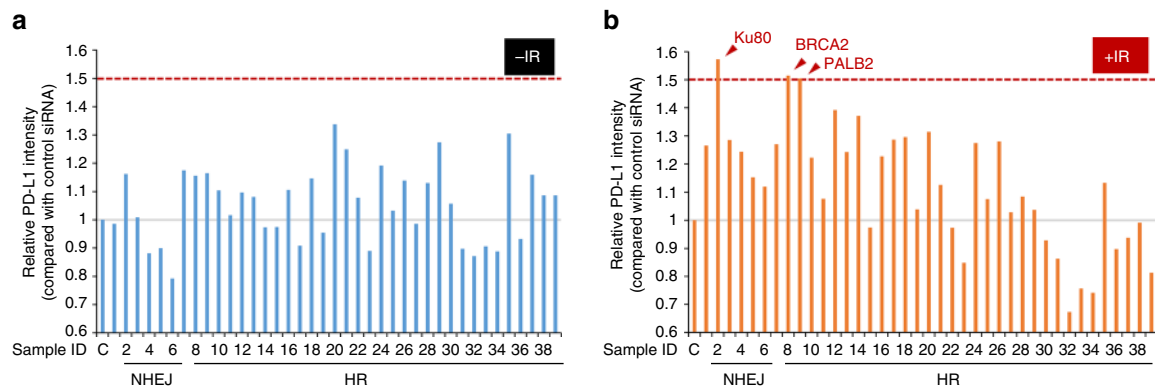 a
1.6
1.5
1.4
1.3
1.2
1.1
1
0.9
0.8
0.7
0.6
Relative PD-L1 intensity
(compared with control siRNA)
–IR
Sample ID C 2 4 6 8 10 12 14 16 18 20 22 24 26 28 30 32 34 36 38
NHEJ HR
b
1.6
1.5
1.4
1.3
1.2
1.1
1
0.9
0.8
0.7
0.6
Relative PD-L1 intensity
(compared with control siRNA)
Ku80
BRCA2
PALB2
+IR
Sample ID C 2 4 6 8 10 12 14 16 18 20 22 24 26 28 30 32 34 36 38
NHEJ HR